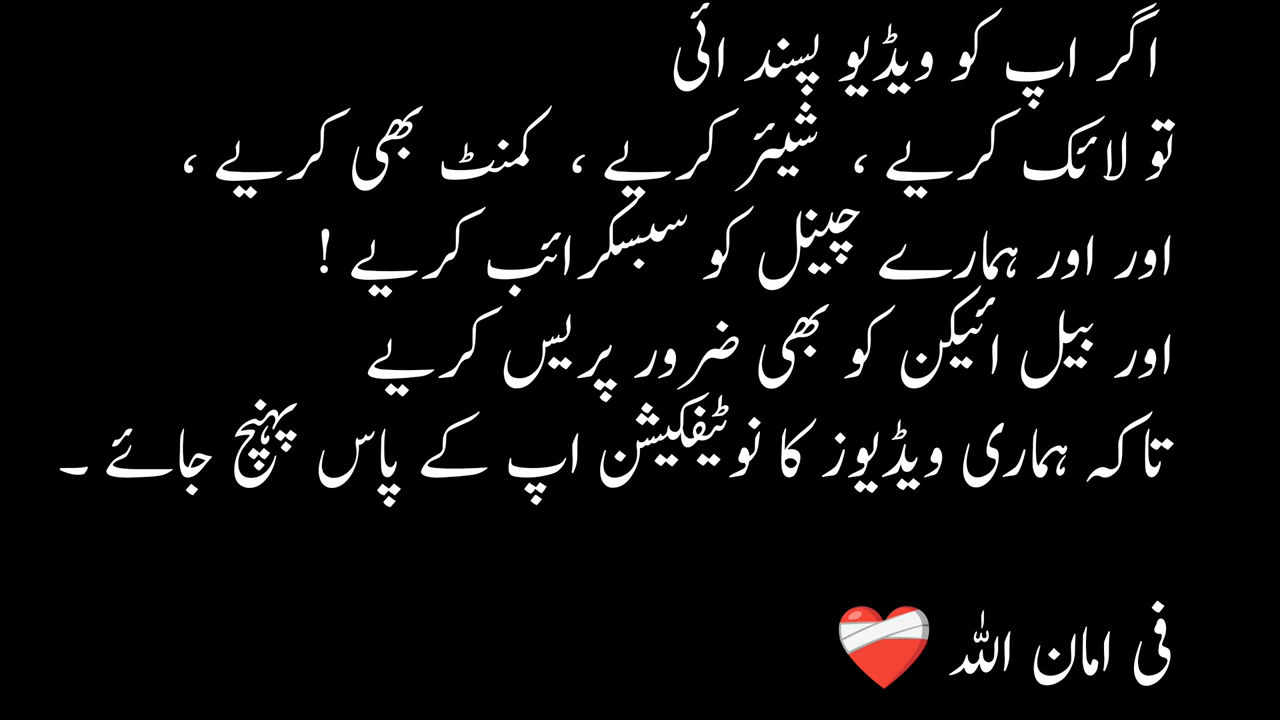 اگر اپ کو ویڈیو پسند ائی
تو لائک کریے ، شیئر کریے ، کمنٹ بھی کریے ،
اور اور ہمارے چینل کو سبسکرائب کریے !
اور بیل ائیکن کو بھی ضرور پریس کریے
تاکہ ہماری ویڈیوز کا نوٹیفکیشن اپ کے پاس پہنچ جائے ۔
فی امان اللہ ❤️‍🩹